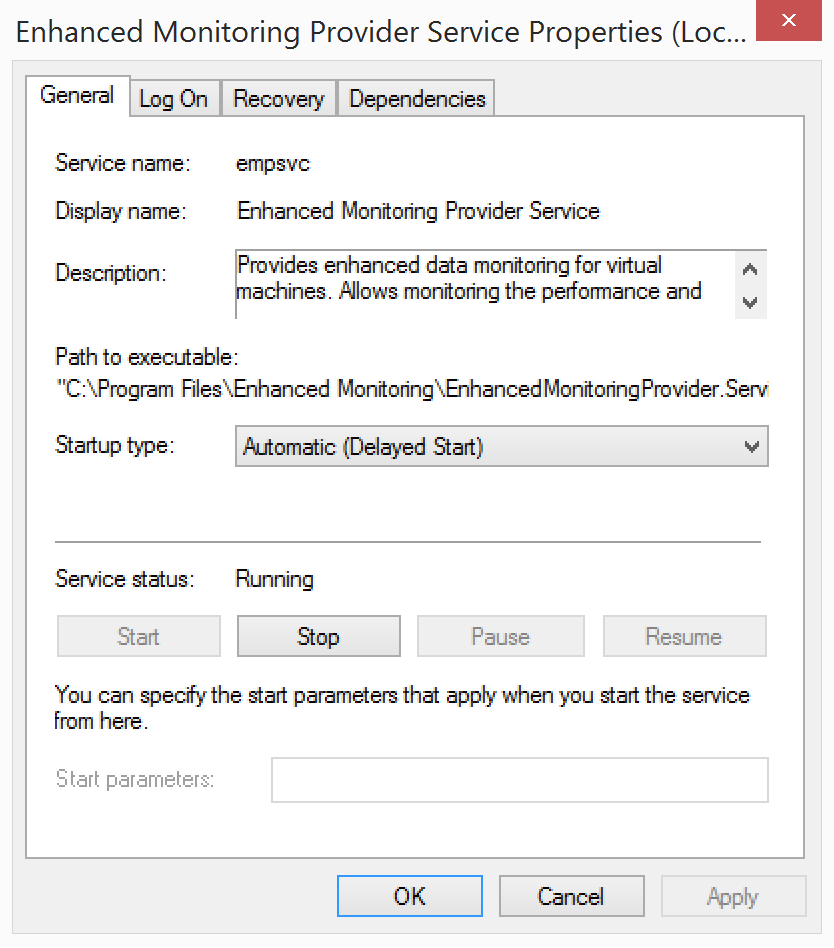 Enhanced Monitoring Provider Service Properties (Loc...
General Log On Recovery Dependencies
Service name: empsvc
Display name: Enhanced Monitoring Provider Service
Description: Provides enhanced data monitoring for virtual
machines. Allows monitoring the performance and
Path to executable:
"C:\Program Files\Enhanced Monitoring\EnhancedMonitoringProvider.Servi
Startup type: Automatic (Delayed Start)
Service status: Running
Start Stop Pause Resume
You can specify the start parameters that apply when you start the service
from here.
Start parameters:
OK Cancel Apply